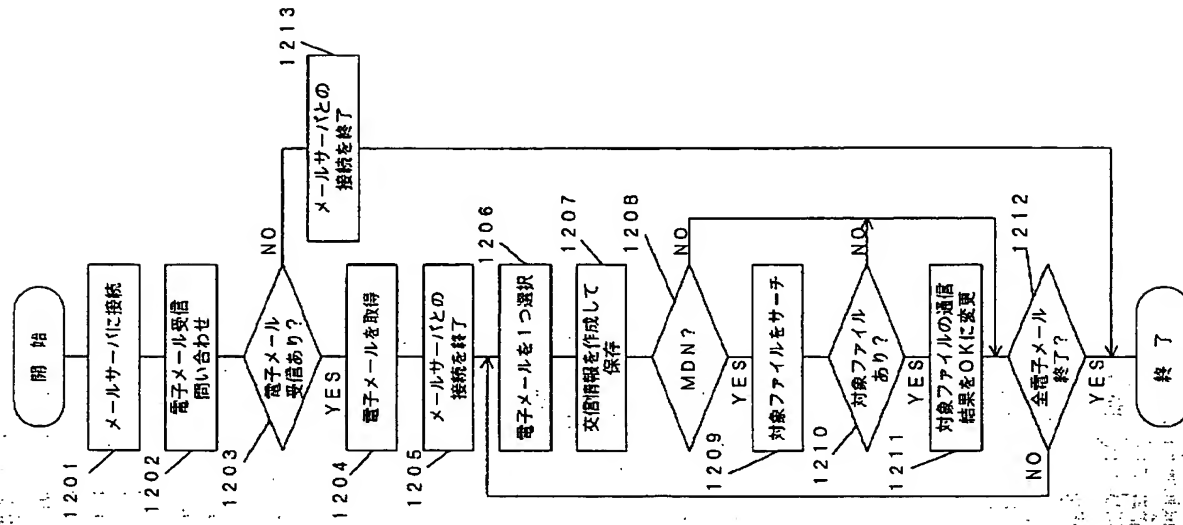 開始
1201
メールサーバに接続
1202
電子メール受信
問い合わせ
1203
電子メール
受信あり?
NO
YES
1213
メールサーバとの
接続を終了
1204
電子メールを取得
1205
メールサーバとの
接続を終了
1206
電子メールを1つ選択
1207
交信情報を作成して
保存
1208
MDN?
NO
YES
1209
対象ファイルをサーチ
1210
対象ファイル
あり?
NO
YES
1211
対象ファイルの通信
結果をOKに変更
1212
全電子メール
終了?
NO
YES
終了